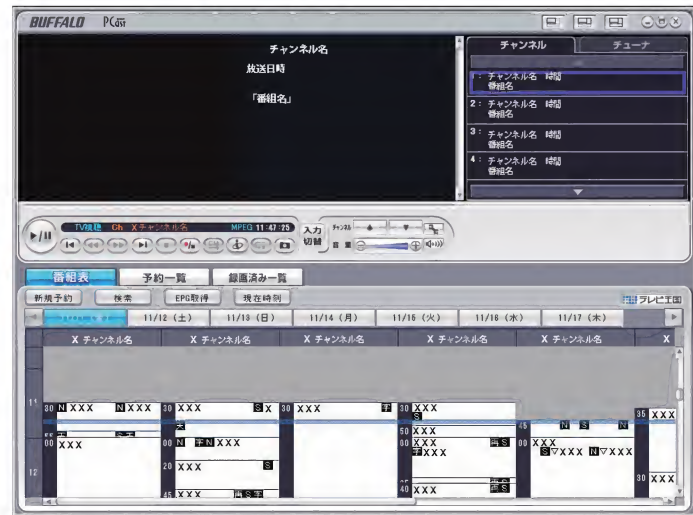 BUFFALO PCast
チャンネル名
放送日時
「番組名」
チャンネル チューナ
1: チャンネル名 時間
番組名
2: チャンネル名 時間
番組名
3: チャンネル名 時間
番組名
4: チャンネル名 時間
番組名
TV視聴 Ch Xチャンネル名 MPEG 11:47:25
入力切替
チャンネル
音量
番組表 予約一覧 録画済み一覧
新規予約 検索 EPG取得 現在時刻 テレビ王国
11/12 (土) 11/13 (日) 11/14 (月) 11/15 (火) 11/16 (水) 11/17 (木)
X チャンネル名 X チャンネル名 X チャンネル名 X チャンネル名 X チャンネル名 X
11
30 N XXX N XXX 30 XXX S X 30 XXX 字 30 XXX 35 XXX
S
45 N S N
50 XXX
00 XXX 00 N 字 N XXX 00 XXX 再 S 00 XXX
字 XXX S ▽XXX N ▽XXX
20 XXX S
12
30 XXX
40 XXX 再 S
45 XXX 再 S 字